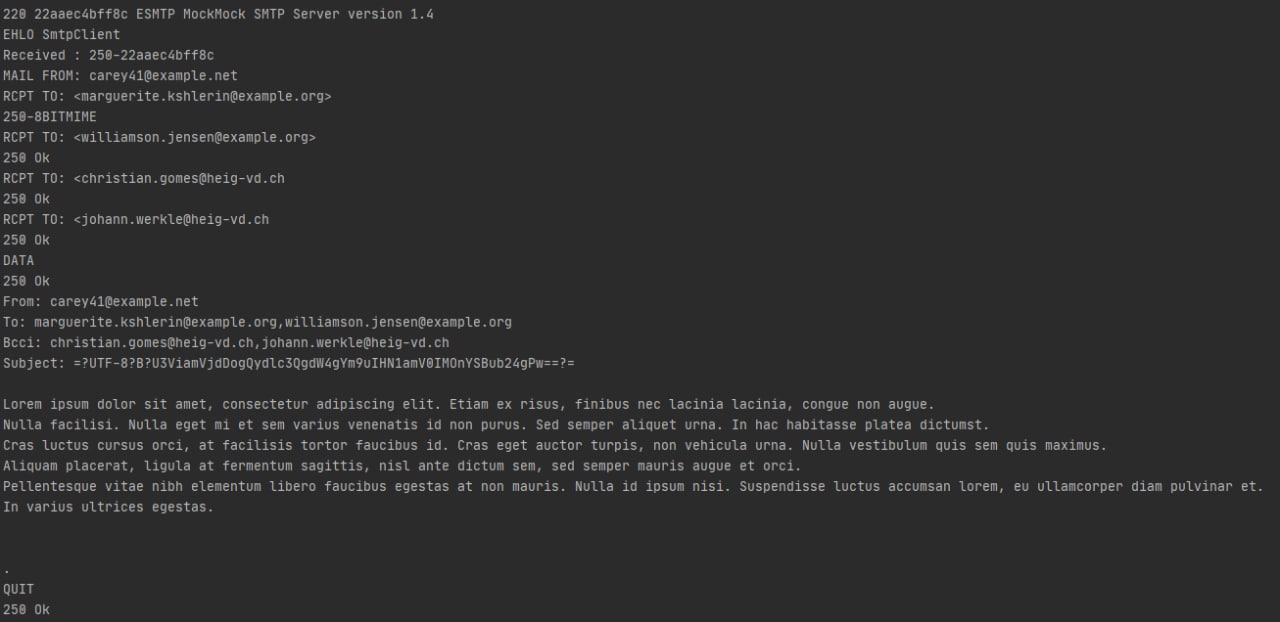 220 22aaec4bff8c ESMTP MockMock SMTP Server version 1.4
EHLO SmtpClient
Received : 250-22aaec4bff8c
MAIL FROM: carey41@example.net
RCPT TO: <marguerite.kshlerin@example.org>
250-8BITMIME
RCPT TO: <williamson.jensen@example.org>
250 Ok
RCPT TO: <christian.gomes@heig-vd.ch
250 Ok
RCPT TO: <johann.werkle@heig-vd.ch
250 Ok
DATA
250 Ok
From: carey41@example.net
To: marguerite.kshlerin@example.org,williamson.jensen@example.org
Bcci: christian.gomes@heig-vd.ch,johann.werkle@heig-vd.ch
Subject: =?UTF-8?B?U3ViamVjdDogQydlc3QgdW4gYm9uIHN1amV0IMOnYSBub24gPw==?=

Lorem ipsum dolor sit amet, consectetur adipiscing elit. Etiam ex risus, finibus nec lacinia lacinia, congue non augue.
Nulla facilisi. Nulla eget mi et sem varius venenatis id non purus. Sed semper aliquet urna. In hac habitasse platea dictumst.
Cras luctus cursus orci, at facilisis tortor faucibus id. Cras eget auctor turpis, non vehicula urna. Nulla vestibulum quis sem quis maximus.
Aliquam placerat, ligula at fermentum sagittis, nisl ante dictum sem, sed semper mauris augue et orci.
Pellentesque vitae nibh elementum libero faucibus egestas at non mauris. Nulla id ipsum nisi. Suspendisse luctus accumsan lorem, eu ullamcorper diam pulvinar et.
In varius ultrices egestas.


.
QUIT
250 Ok